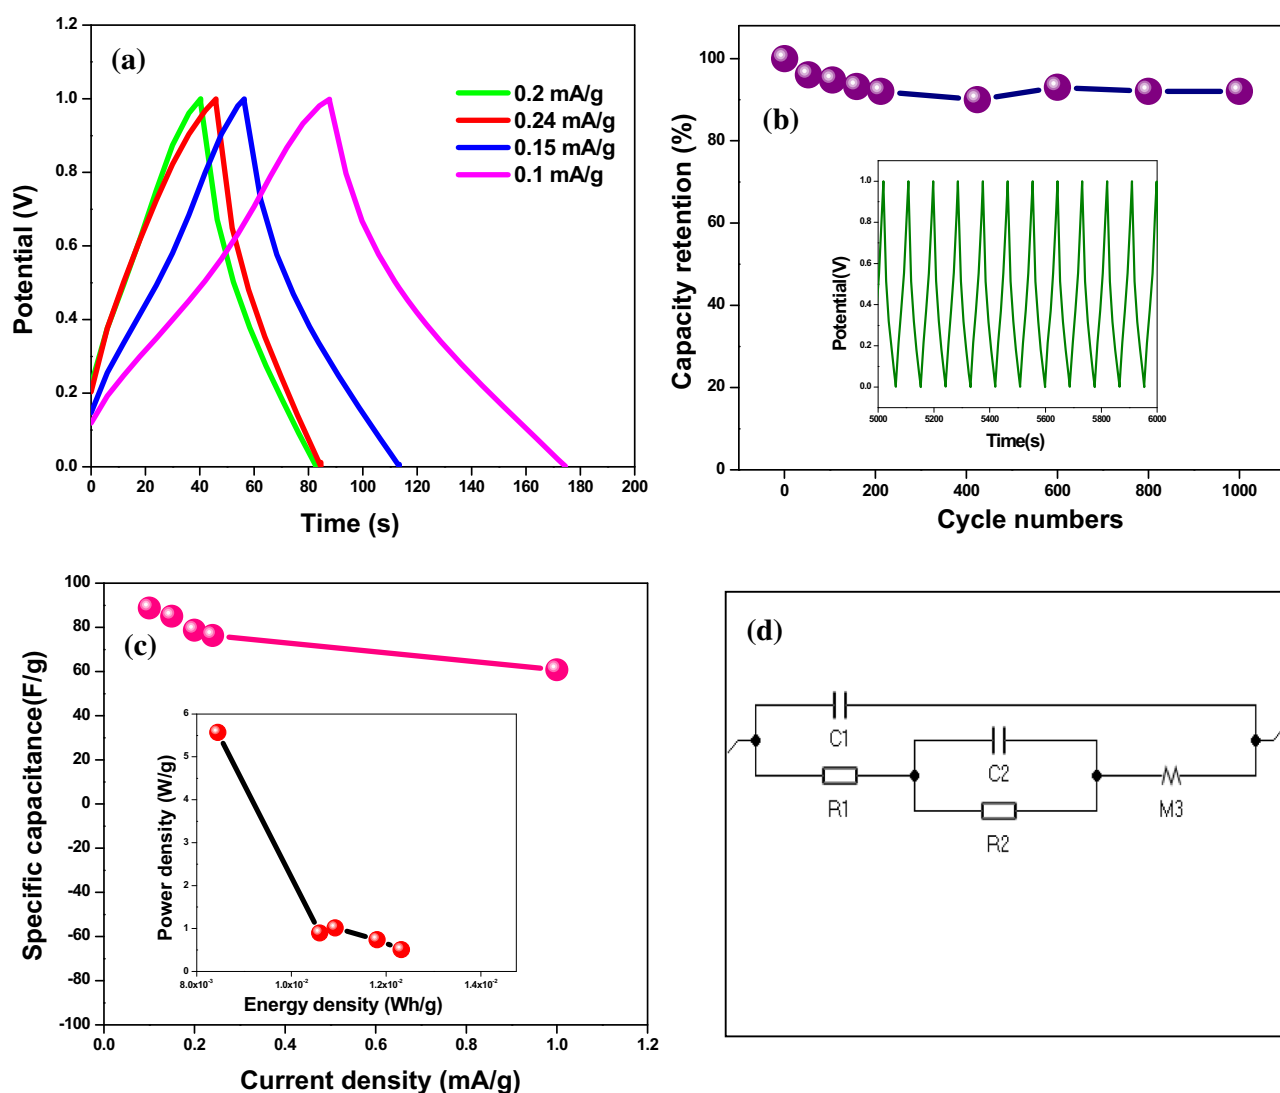 (a)
0.2 mA/g
0.24 mA/g
0.15 mA/g
0.1 mA/g
Potential (V)
1.2
1.0
0.8
0.6
0.4
0.2
0.0
0 20 40 60 80 100 120 140 160 180 200
Time (s)
(b)
Capacity retention (%)
100
80
60
40
20
0
0 200 400 600 800 1000
Cycle numbers
Potential(V)
1.0
0.8
0.6
0.4
0.2
0.0
5000 5200 5400 5600 5800 6000
Time(s)
(c)
Specific capacitance(F/g)
100
80
60
40
20
0
-20
-40
-60
-80
-100
0.0 0.2 0.4 0.6 0.8 1.0 1.2
Current density (mA/g)
Power density (W/g)
6
5
4
3
2
1
0
8.0x10⁻³ 1.0x10⁻² 1.2x10⁻² 1.4x10⁻²
Energy density (Wh/g)
(d)
C1
C2
R1
M3
R2